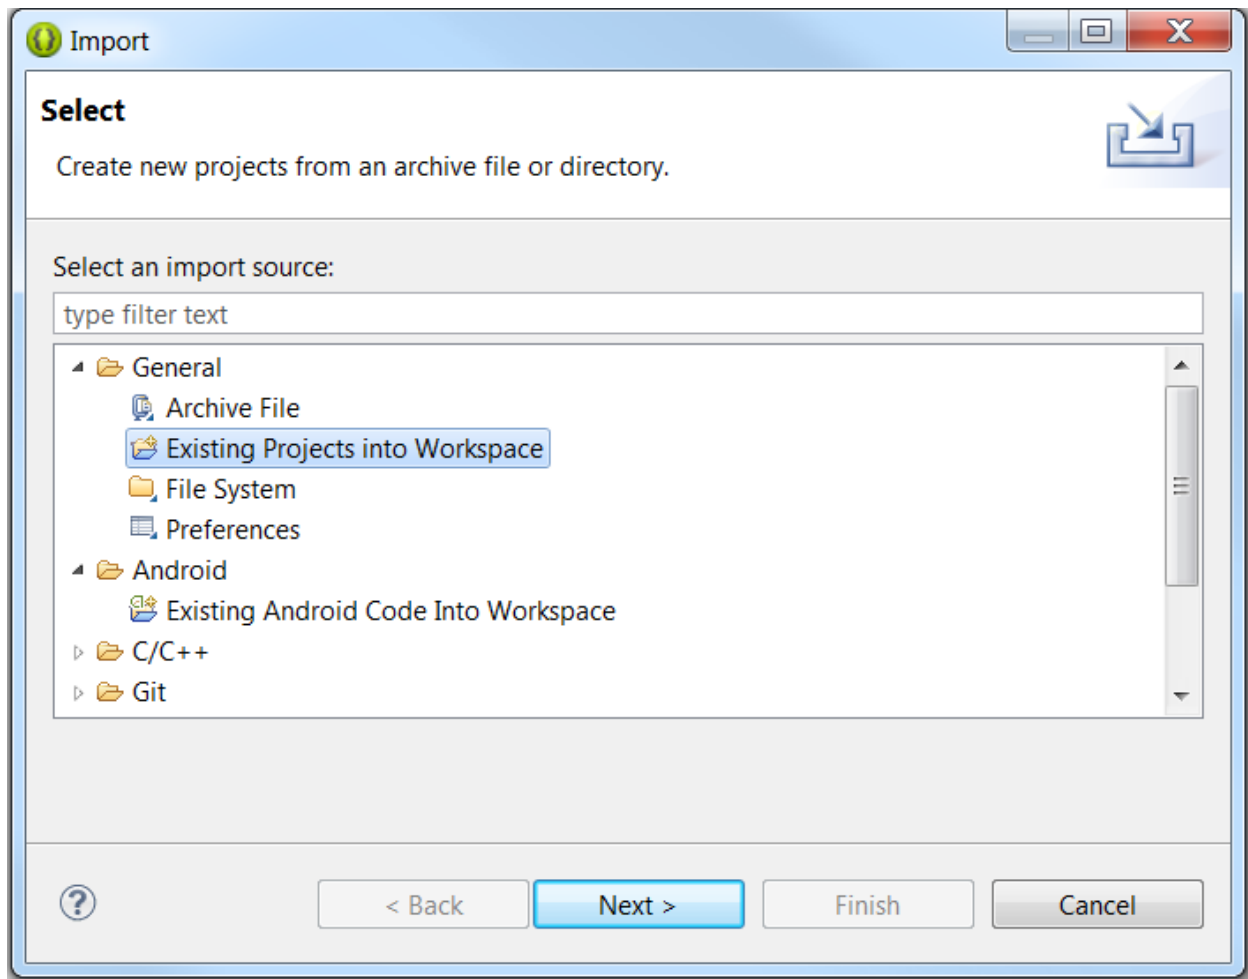 Import
Select
Create new projects from an archive file or directory.
Select an import source:
type filter text
General
Archive File
Existing Projects into Workspace
File System
Preferences
Android
Existing Android Code Into Workspace
C/C++
Git
< Back Next > Finish Cancel